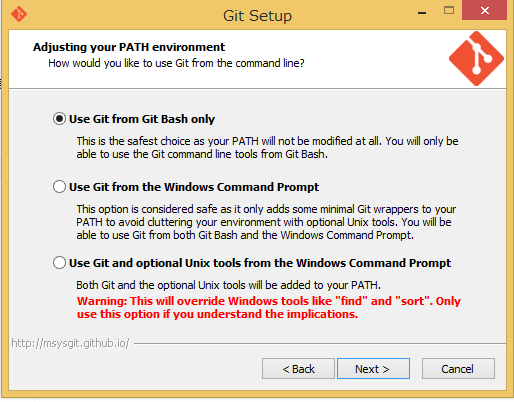 Git Setup
Adjusting your PATH environment
How would you like to use Git from the command line?
Use Git from Git Bash only
This is the safest choice as your PATH will not be modified at all. You will only be
able to use the Git command line tools from Git Bash.
Use Git from the Windows Command Prompt
This option is considered safe as it only adds some minimal Git wrappers to your
PATH to avoid cluttering your environment with optional Unix tools. You will be
able to use Git from both Git Bash and the Windows Command Prompt.
Use Git and optional Unix tools from the Windows Command Prompt
Both Git and the optional Unix tools will be added to your PATH.
Warning: This will override Windows tools like "find" and "sort". Only
use this option if you understand the implications.
http://msysgit.github.io/
< Back
Next >
Cancel